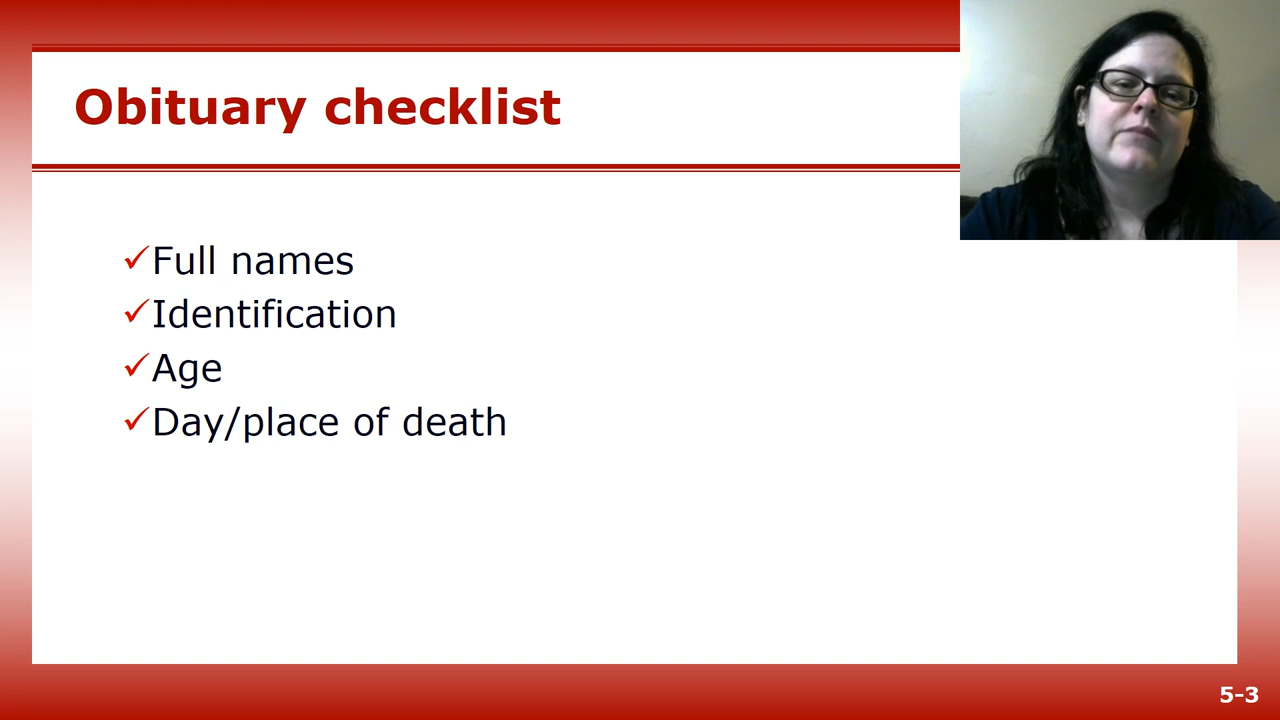 Obituary checklist
✓Full names
✓Identification
✓Age
✓Day/place of death
5-3